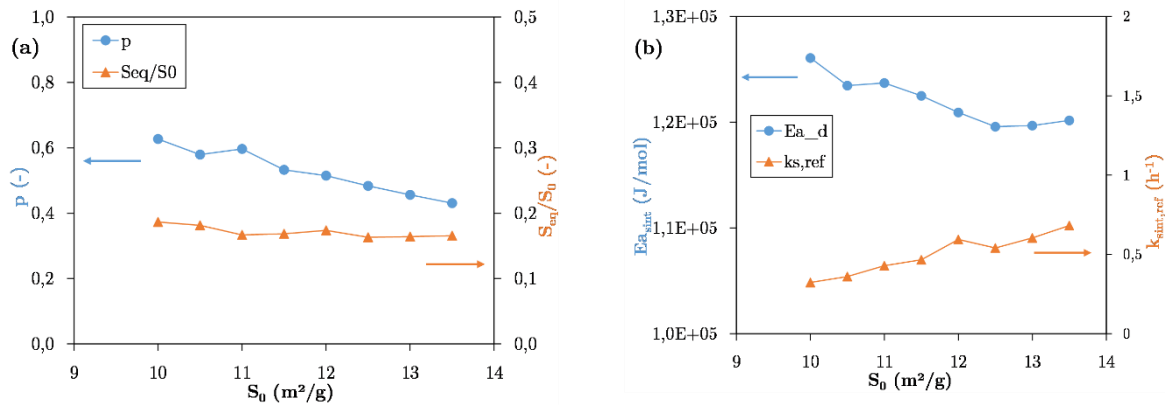 (a)
p
Seq/S0
1,0
0,8
0,6
0,4
0,2
0,0
p (-)
0,5
0,4
0,3
0,2
0,1
0,0
Seq/S0 (-)
9 10 11 12 13 14
S0 (m²/g)
(b)
Ea_d
ks,ref
1,3E+05
1,2E+05
1,1E+05
1,0E+05
Easint (J/mol)
2
1,5
1
0,5
0
ksint,ref (h-1)
9 10 11 12 13 14
S0 (m²/g)